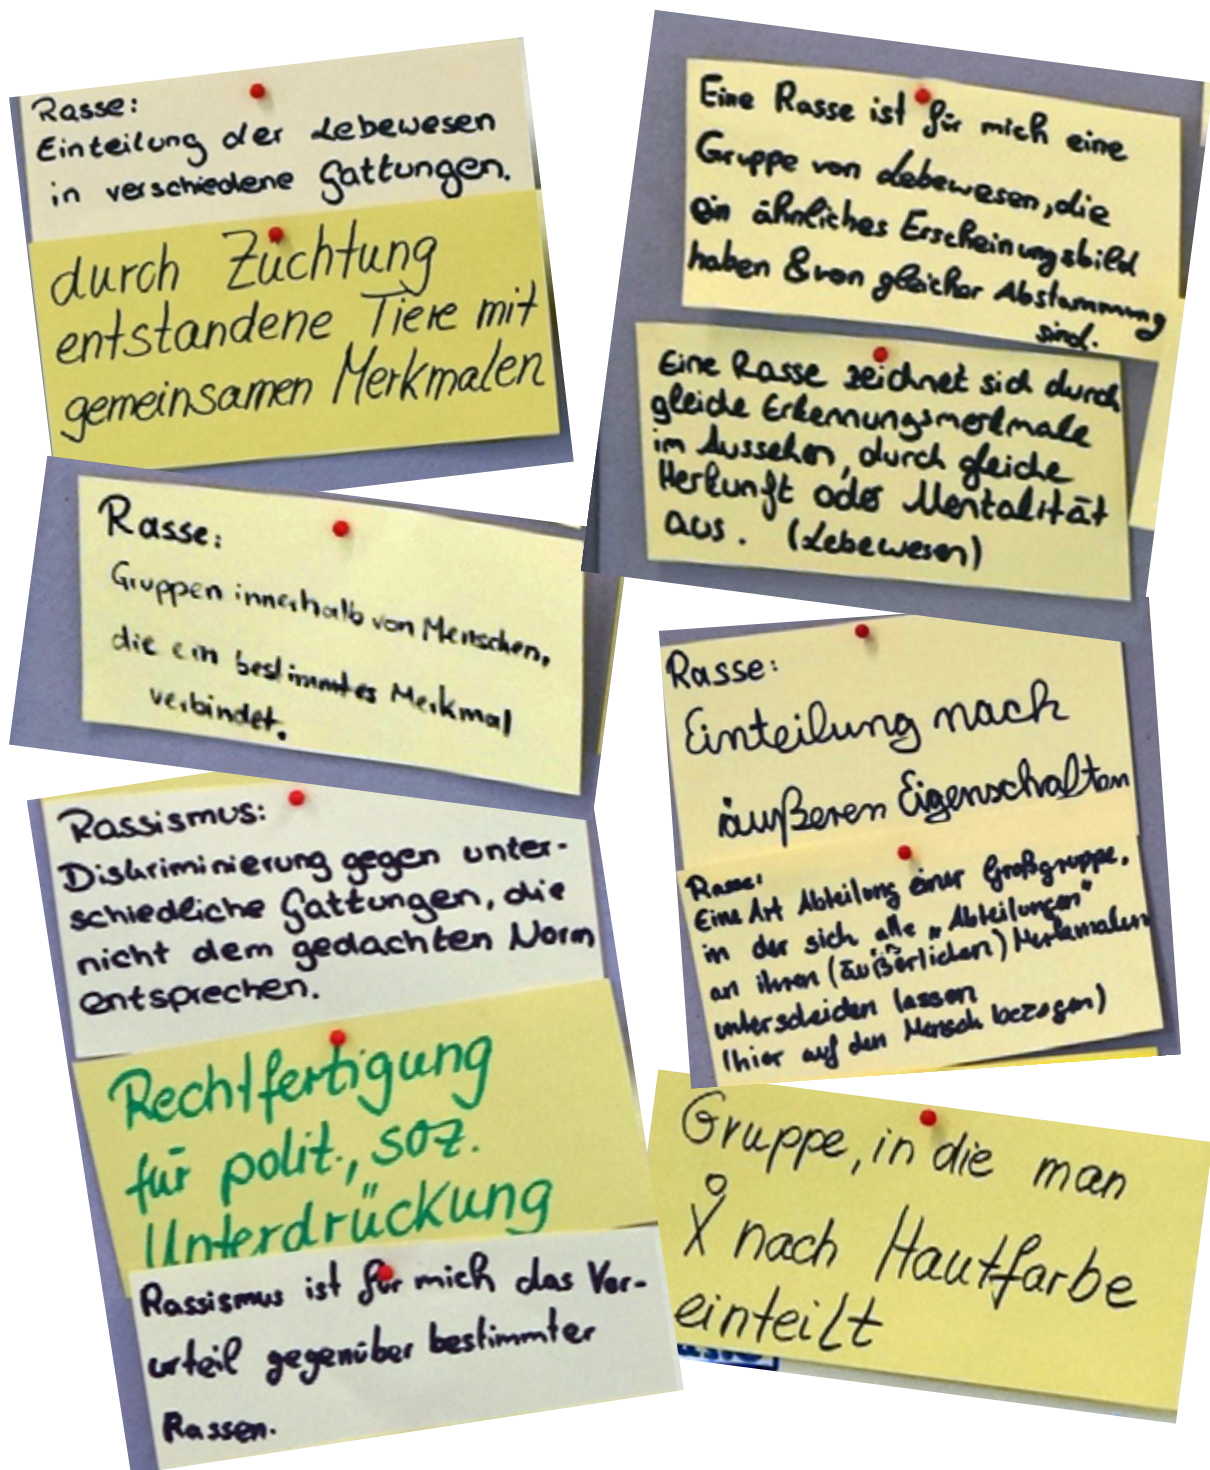 Rasse:
Einteilung der Lebewesen
in verschiedene Gattungen.
durch Züchtung
entstandene Tiere mit
gemeinsamen Merkmalen
Rasse:
Gruppen innerhalb von Menschen,
die ein bestimmtes Merkmal
verbindet.
Rassismus:
Diskriminierung gegen unter-
schiedliche Gattungen, die
nicht dem gedachten Norm
entsprechen.
Rechtfertigung
für polit., soz.
Unterdrückung
Rassismus ist für mich das Vor-
urteil gegenüber bestimmter
Rassen.
Eine Rasse ist für mich eine
Gruppe von Lebewesen, die
ein ähnliches Erscheinungsbild
haben & von gleicher Abstammung
sind.
Eine Rasse zeichnet sich durch
gleiche Erkennungsmerkmale
im Aussehen, durch gleiche
Herkunft oder Mentalität
aus. (Lebewesen)
Rasse:
Einteilung nach
äußeren Eigenschaften
Rasse:
Eine Art Abteilung einer Großgruppe,
in der sich alle "Abteilungen"
an ihren (äußerlichen) Merkmalen
unterscheiden lassen
(hier auf den Mensch bezogen)
Gruppe, in die man
nach Hautfarbe
einteilt